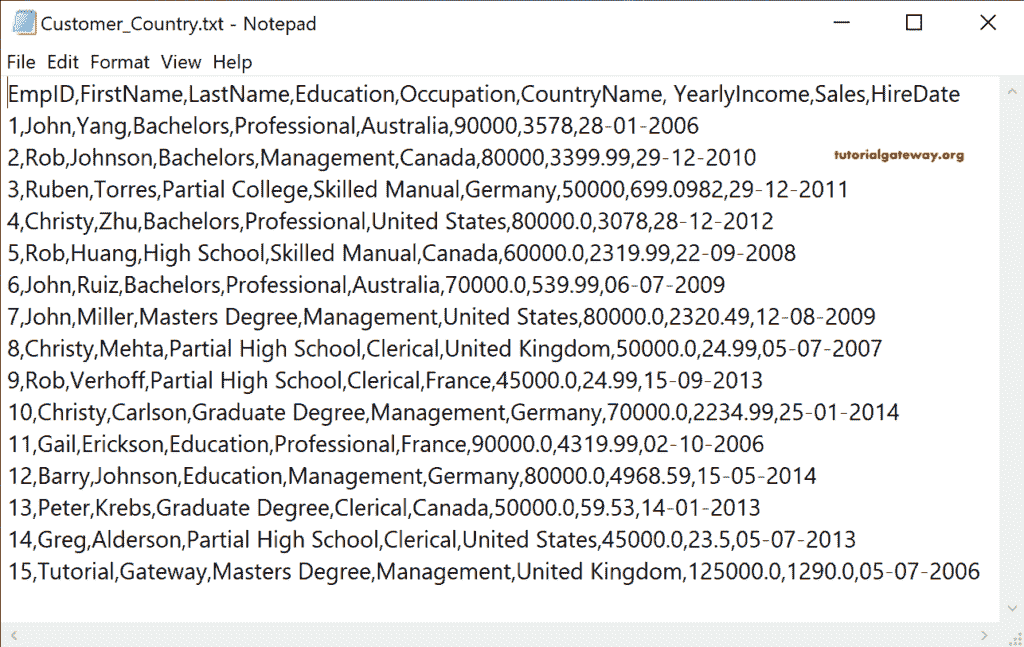 Customer_Country.txt - Notepad
File Edit Format View Help
EmpID,FirstName,LastName,Education,Occupation,CountryName, YearlyIncome,Sales,HireDate
1,John,Yang,Bachelors,Professional,Australia,90000,3578,28-01-2006
2,Rob,Johnson,Bachelors,Management,Canada,80000,3399.99,29-12-2010
tutorialgateway.org
3,Ruben,Torres,Partial College,Skilled Manual,Germany,50000,699.0982,29-12-2011
4,Christy,Zhu,Bachelors,Professional,United States,80000.0,3078,28-12-2012
5,Rob,Huang,High School,Skilled Manual,Canada,60000.0,2319.99,22-09-2008
6,John,Ruiz,Bachelors,Professional,Australia,70000.0,539.99,06-07-2009
7,John,Miller,Masters Degree,Management,United States,80000.0,2320.49,12-08-2009
8,Christy,Mehta,Partial High School,Clerical,United Kingdom,50000.0,24.99,05-07-2007
9,Rob,Verhoff,Partial High School,Clerical,France,45000.0,24.99,15-09-2013
10,Christy,Carlson,Graduate Degree,Management,Germany,70000.0,2234.99,25-01-2014
11,Gail,Erickson,Education,Professional,France,90000.0,4319.99,02-10-2006
12,Barry,Johnson,Education,Management,Germany,80000.0,4968.59,15-05-2014
13,Peter,Krebs,Graduate Degree,Clerical,Canada,50000.0,59.53,14-01-2013
14,Greg,Alderson,Partial High School,Clerical,United States,45000.0,23.5,05-07-2013
15,Tutorial,Gateway,Masters Degree,Management,United Kingdom,125000.0,1290.0,05-07-2006